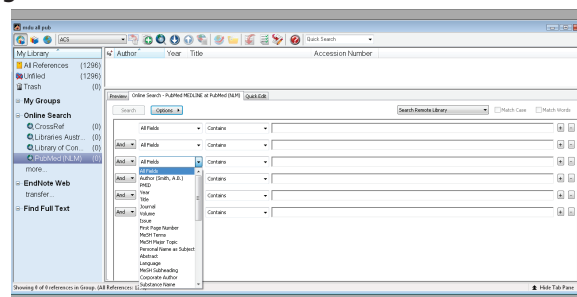 mdu all pub
ACS
Quick Search
My Library
Author Year Title Accession Number
All References (1296)
Unfiled (1296)
Trash (0)
My Groups
Online Search
CrossRef (0)
Libraries Austr... (0)
Library of Con... (0)
PubMed (NLM) (0)
more...
EndNote Web
transfer...
Find Full Text
Preview Online Search - PubMed MEDLINE at PubMed (NLM) Quick Edit
Search Options Search Remote Library Match Case Match Words
All Fields Contains
And All Fields Contains
And All Fields Contains
And Contains
And Contains
And Contains
All Fields
Author (Smith, A.B.)
PMID
Year
Title
Journal
Volume
Issue
First Page Number
MeSH Terms
MeSH Major Topic
Personal Name as Subject
Abstract
Language
MeSH Subheading
Corporate Author
Substance Name
Showing 0 of 0 references in Group. (All References:
Hide Tab Pane